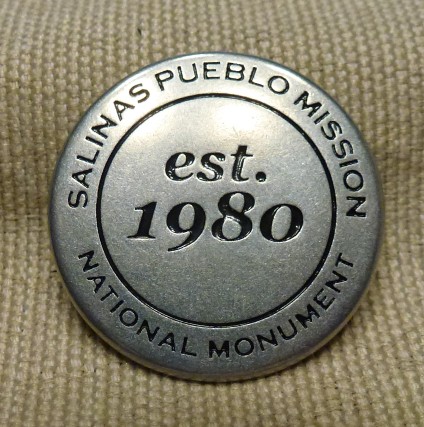 SALINAS PUEBLO MISSION
est.
1980
NATIONAL MONUMENT